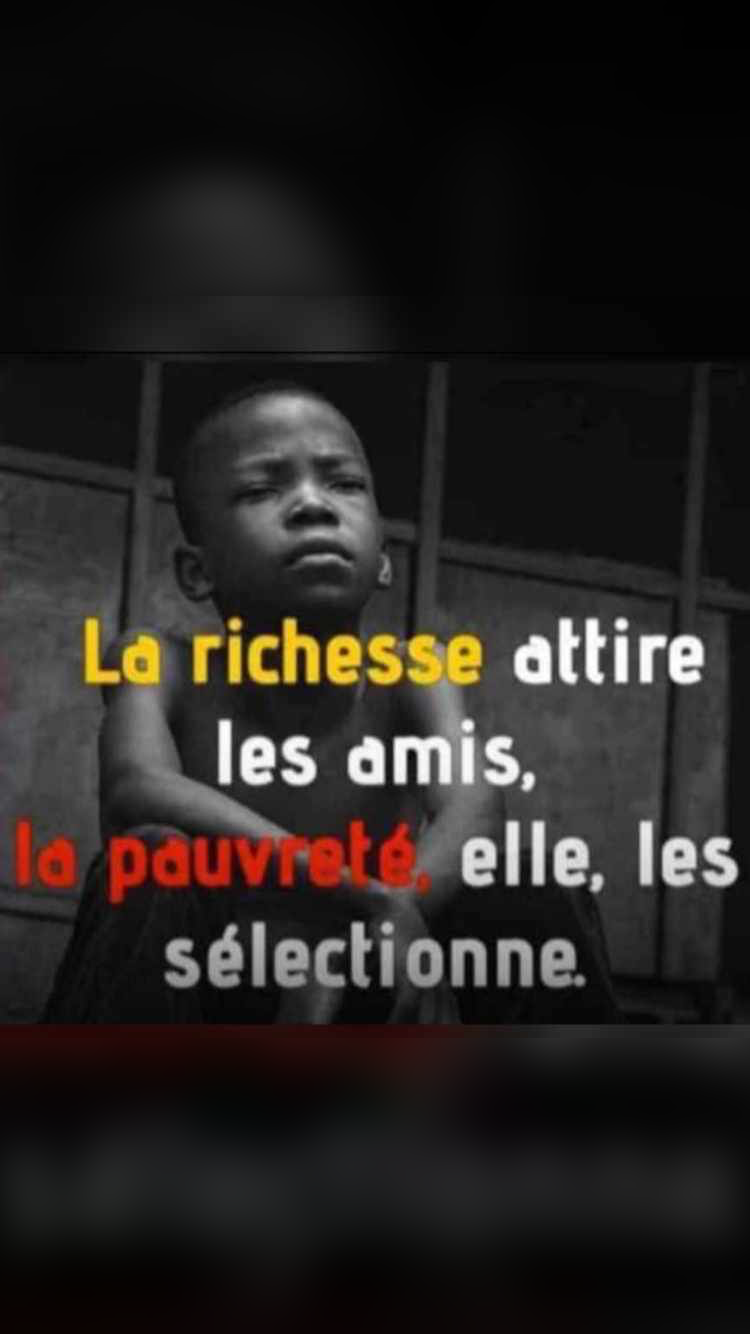 La richesse attire
les amis,
la pauvreté, elle, les
sélectionne.